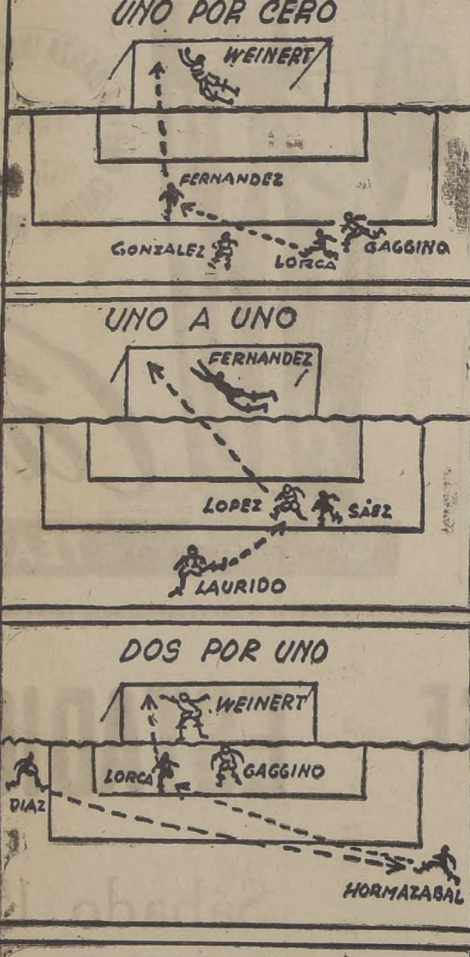 UNO POR CERO
WEINERT
FERNANDEZ
GONZALEZ
LORCA
GAGGINO
UNO A UNO
FERNANDEZ
LOPEZ
SÁEZ
LAURIDO
DOS POR UNO
WEINERT
LORCA
GAGGINO
DIAZ
HORMAZABAL